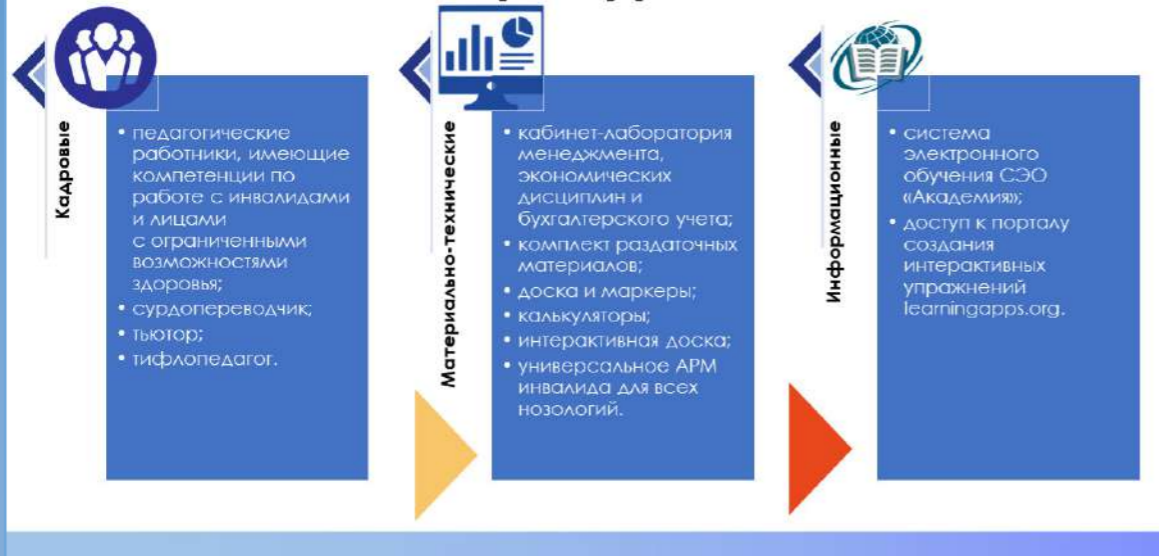 Кадровые
• педагогические
работники, имеющие
компетенции по
работе с инвалидами
и лицами
с ограниченными
возможностями
здоровья;
• сурдопереводчик;
• тьютор;
• тифлопедагог.
Материально-технические
• кабинет-лаборатория
менеджмента,
экономических
дисциплин и
бухгалтерского учета;
• комплект раздаточных
материалов;
• доска и маркеры;
• калькуляторы;
• интерактивная доска;
• универсальное АРМ
инвалида для всех
нозологий.
Информационные
• система
электронного
обучения СЭО
«Академия»;
• доступ к порталу
создания
интерактивных
упражнений
learningapps.org.